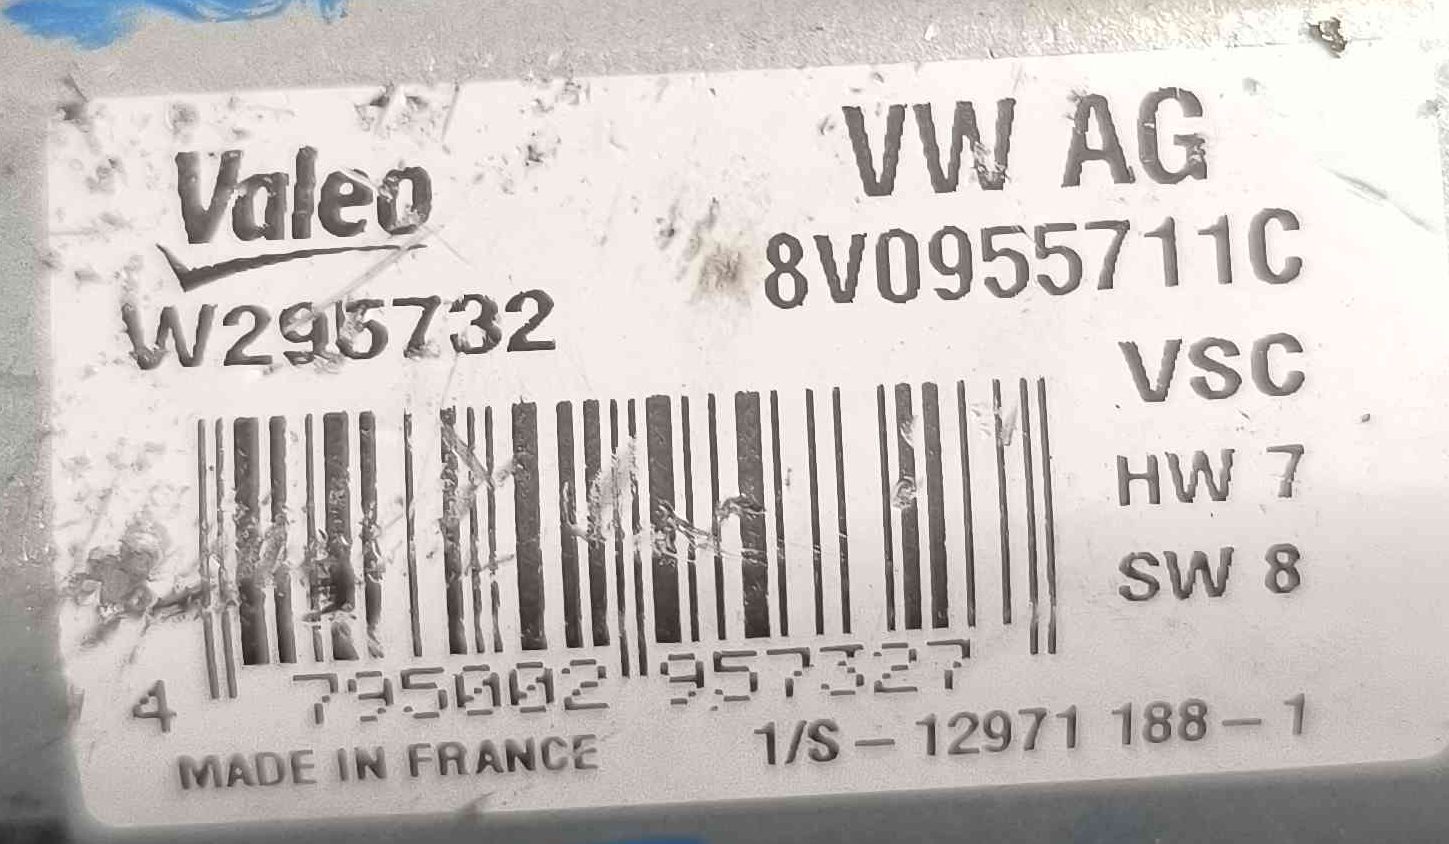 Valeo
W295732
VW AG
8V0955711C
VSC
HW 7
SW 8
4 795002 957327
MADE IN FRANCE
1/S - 12971 188 - 1